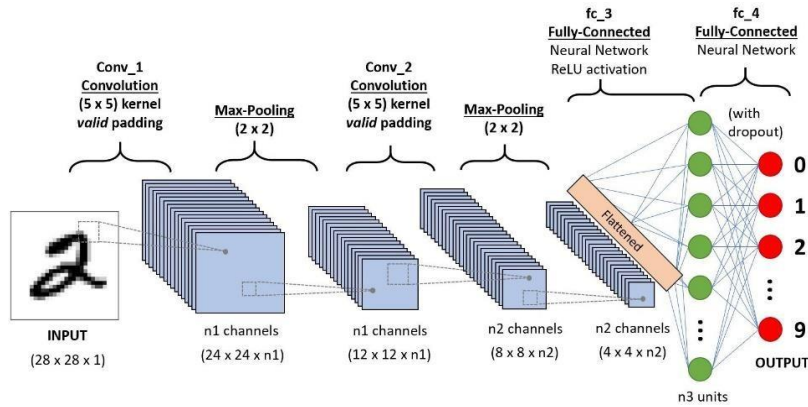 Conv_1
Convolution
(5 x 5) kernel
valid padding
Max-Pooling
(2 x 2)
Conv_2
Convolution
(5 x 5) kernel
valid padding
Max-Pooling
(2 x 2)
fc_3
Fully-Connected
Neural Network
ReLU activation
fc_4
Fully-Connected
Neural Network
(with
dropout)
Flattened
0
1
2
9
INPUT
(28 x 28 x 1)
n1 channels
(24 x 24 x n1)
n1 channels
(12 x 12 x n1)
n2 channels
(8 x 8 x n2)
n2 channels
(4 x 4 x n2)
n3 units
OUTPUT
2